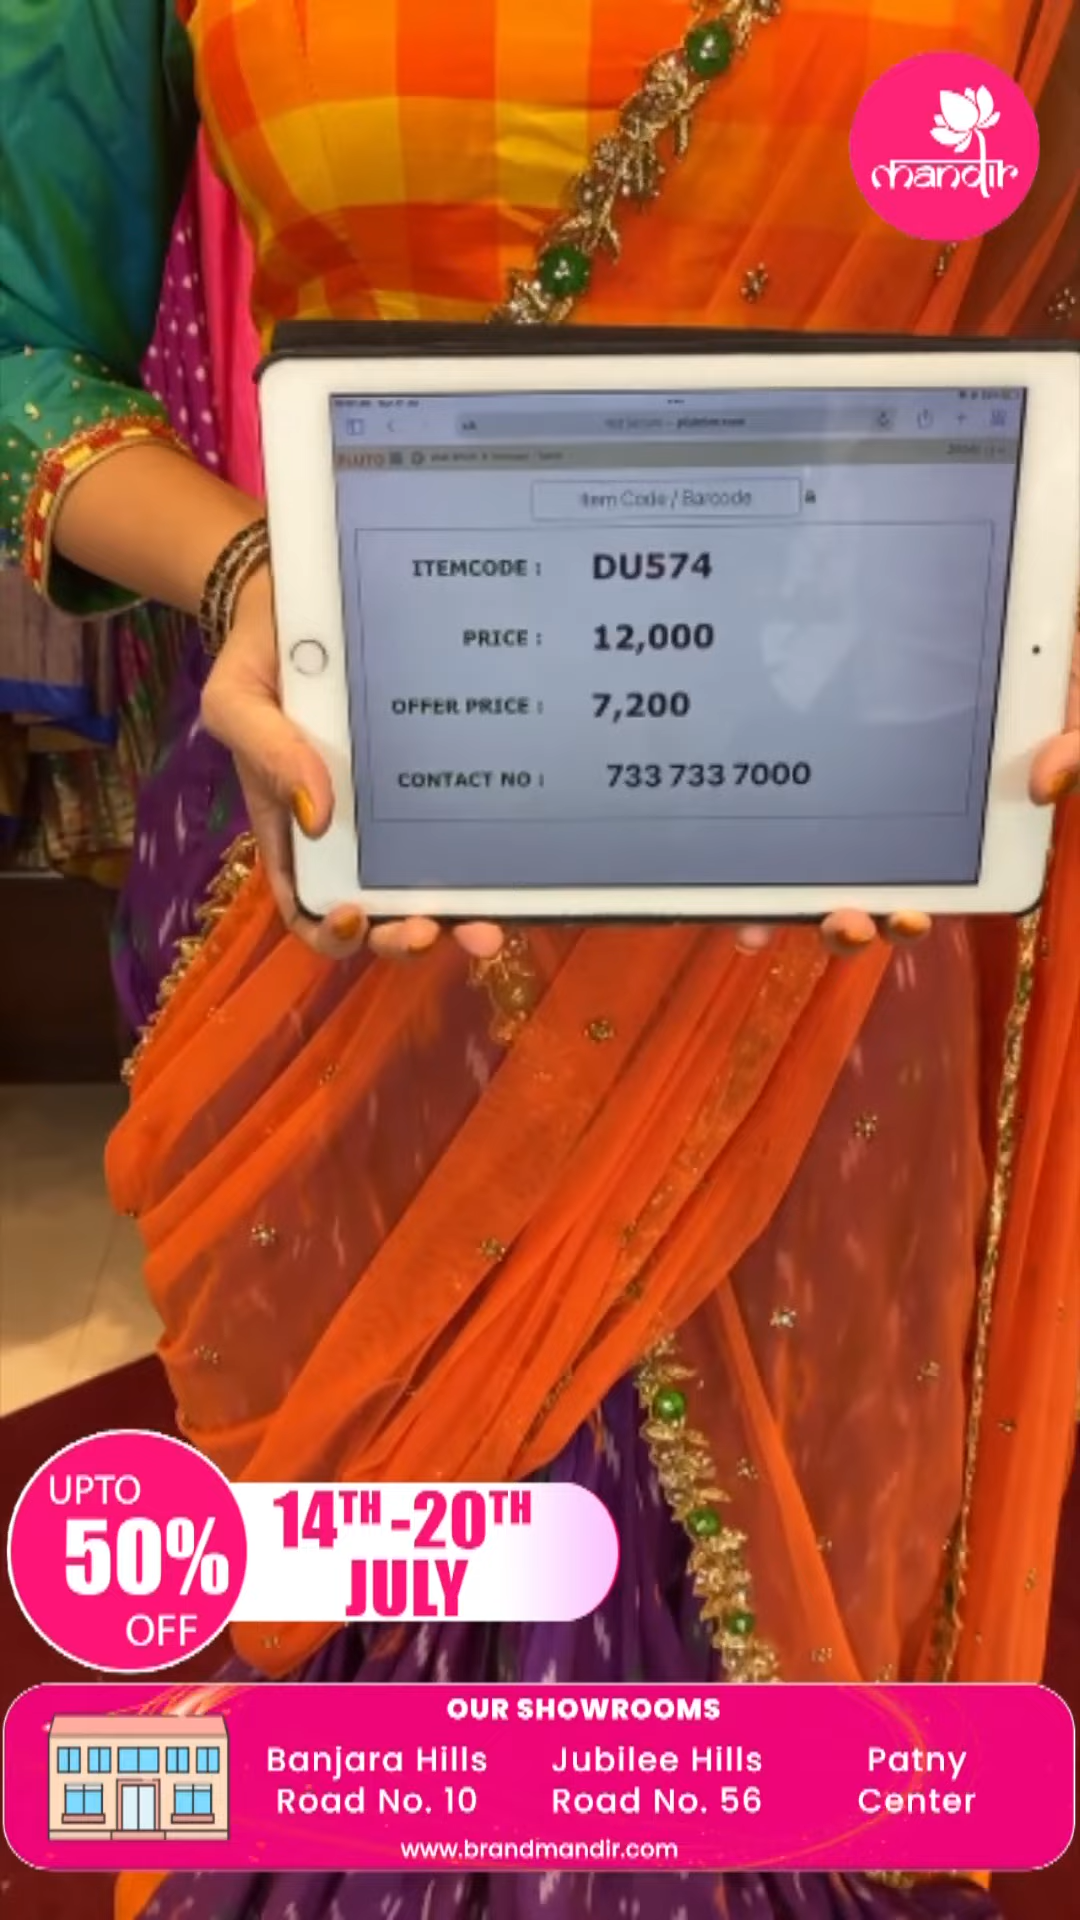 mandir
PLUTO
Item Code / Barcode
ITEMCODE : DU574
PRICE : 12,000
OFFER PRICE : 7,200
CONTACT NO : 733 733 7000
UPTO
50%
OFF
14TH-20TH
JULY
OUR SHOWROOMS
Banjara Hills
Road No. 10
Jubilee Hills
Road No. 56
Patny
Center
www.brandmandir.com